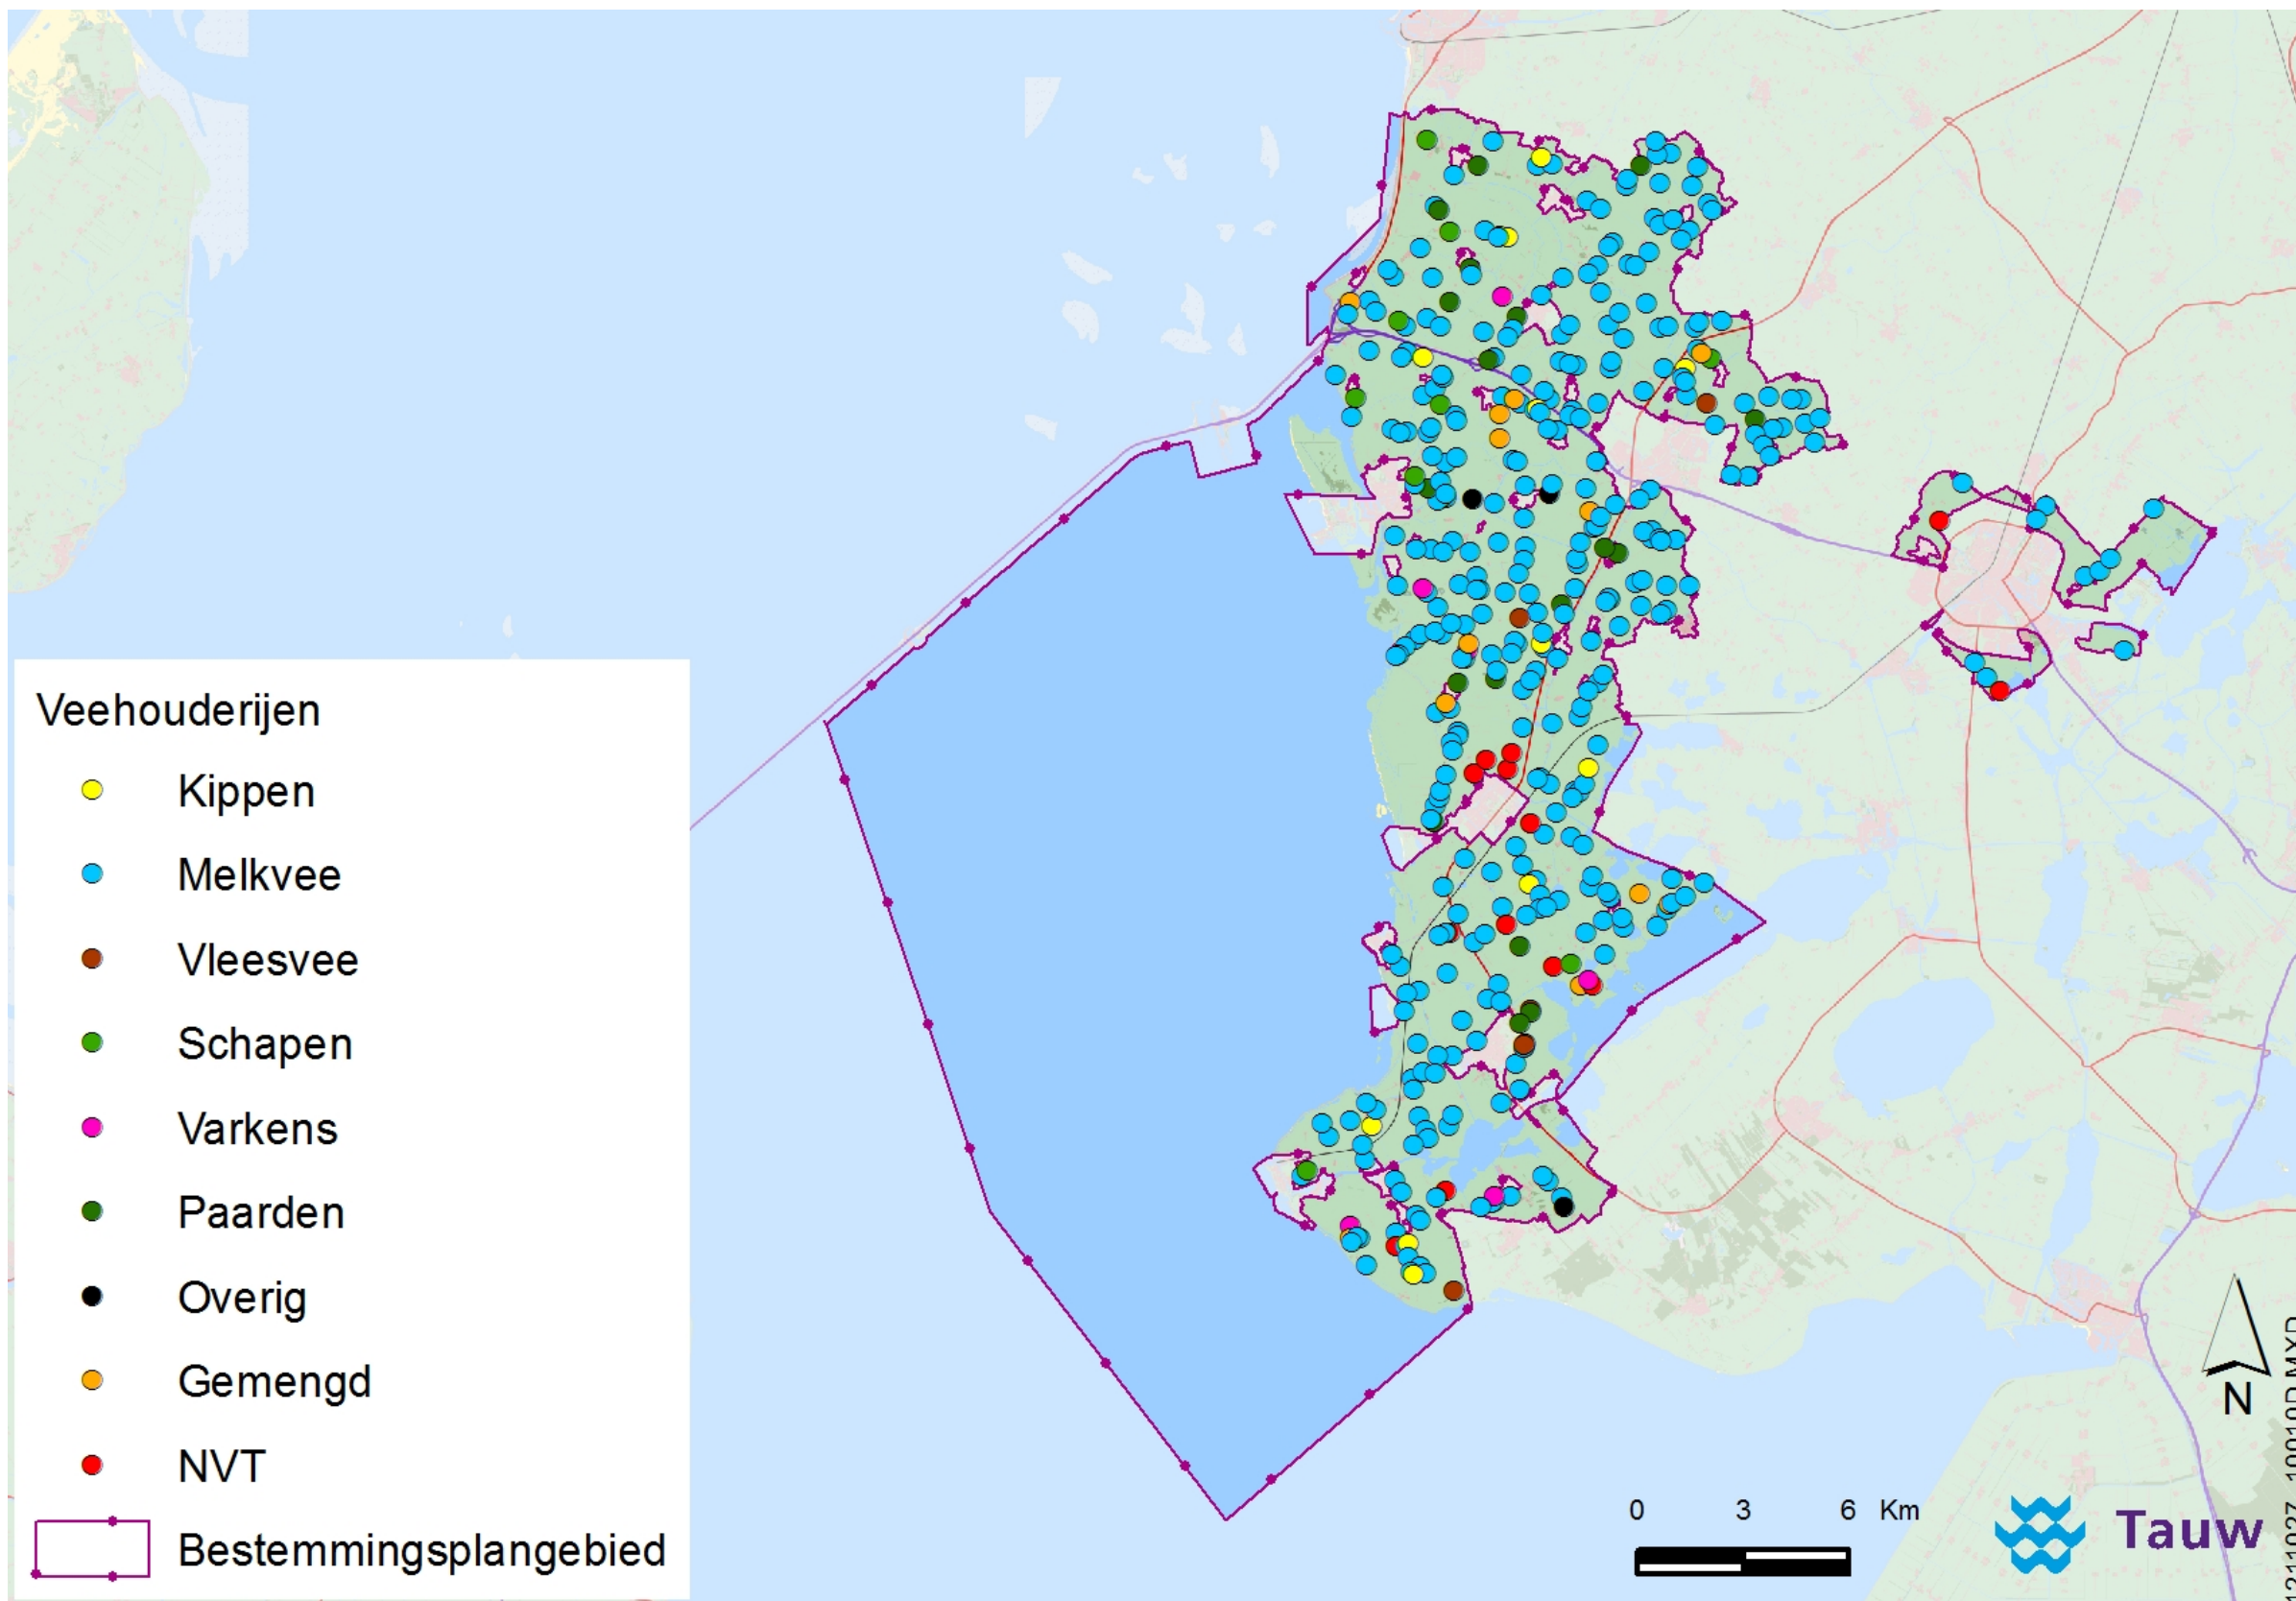 Veehouderijen
Kippen
Melkvee
Vleesvee
Schapen
Varkens
Paarden
Overig
Gemengd
NVT
Bestemmingsplangebied
0 3 6 Km
N
Tauw